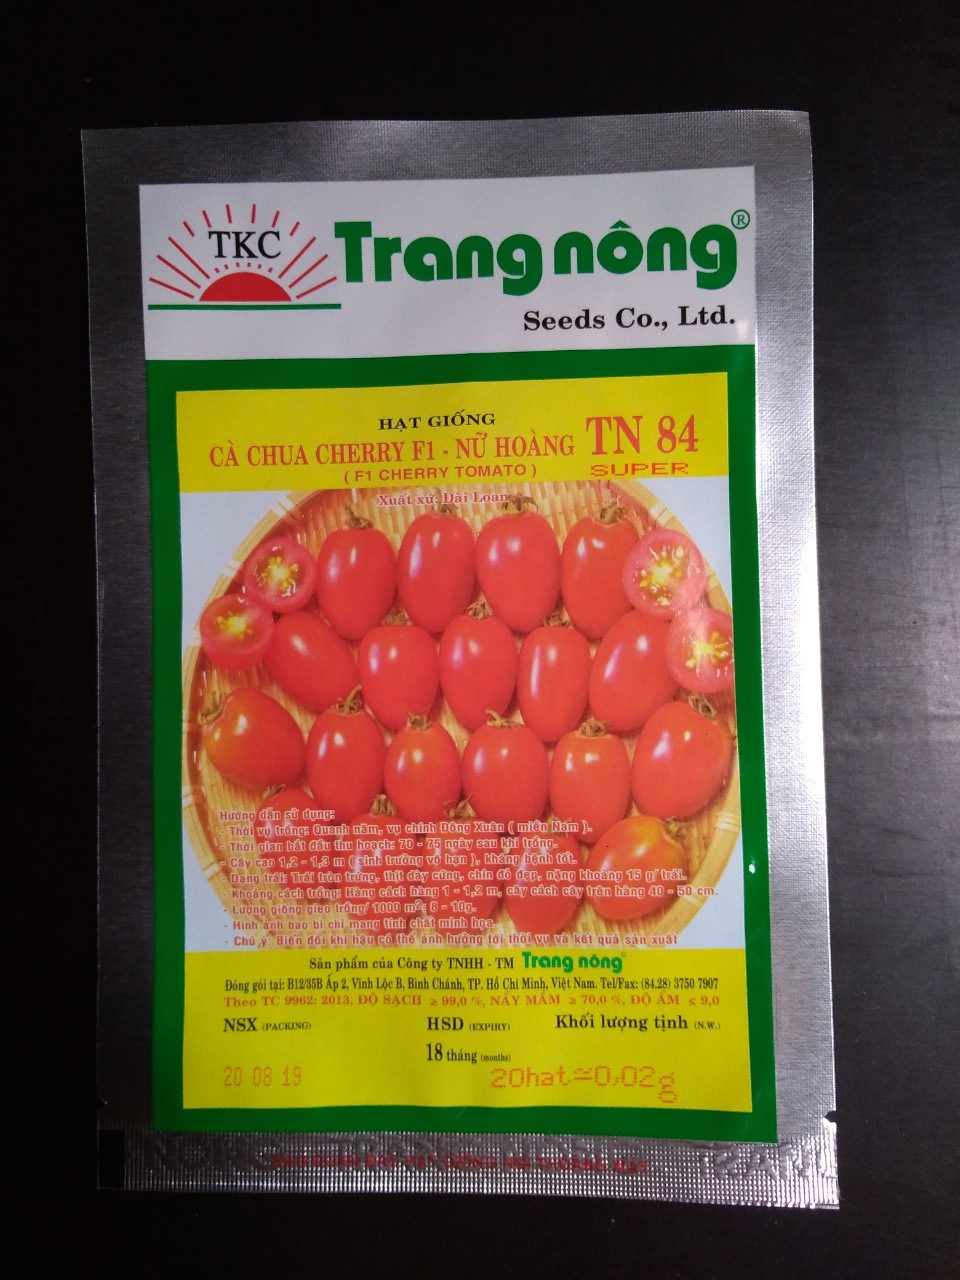 TKC
Trang nông®
Seeds Co., Ltd.
HẠT GIỐNG
CÀ CHUA CHERRY F1 - NỮ HOÀNG TN 84
( F1 CHERRY TOMATO ) SUPER
Xuất xứ: Đài Loan
Hướng dẫn sử dụng:
- Thời vụ trồng: Quanh năm, vụ chính Đông Xuân ( miền Nam ).
- Thời gian bắt đầu thu hoạch: 70 - 75 ngày sau khi trồng.
- Cây cao 1,2 - 1,3 m ( sinh trưởng vô hạn ), kháng bệnh tốt.
- Dạng trái: Trái tròn trứng, thịt dày cứng, chín đỏ đẹp, nặng khoảng 15 g/ trái.
- Khoảng cách trồng: Hàng cách hàng 1 - 1,2 m, cây cách cây trên hàng 40 - 50 cm.
- Lượng giống gieo trồng/ 1000 m²: 8 - 10g.
- Hình ảnh bao bì chỉ mang tính chất minh họa.
- Chú ý: Biến đổi khí hậu có thể ảnh hưởng tới thời vụ và kết quả sản xuất
Sản phẩm của Công ty TNHH - TM Trang nông®
Đóng gói tại: B12/35B Ấp 2, Vĩnh Lộc B, Bình Chánh, TP. Hồ Chí Minh, Việt Nam. Tel/Fax: (84.28) 3750 7907
Theo TC 9962: 2013, ĐỘ SẠCH ≥ 99,0 %, NẢY MẦM ≥ 70,0 %, ĐỘ ẨM ≤ 9,0
NSX (PACKING) HSD (EXPIRY) Khối lượng tịnh (N.W.)
18 tháng (months)
20 08 19 20hat≃0,02g